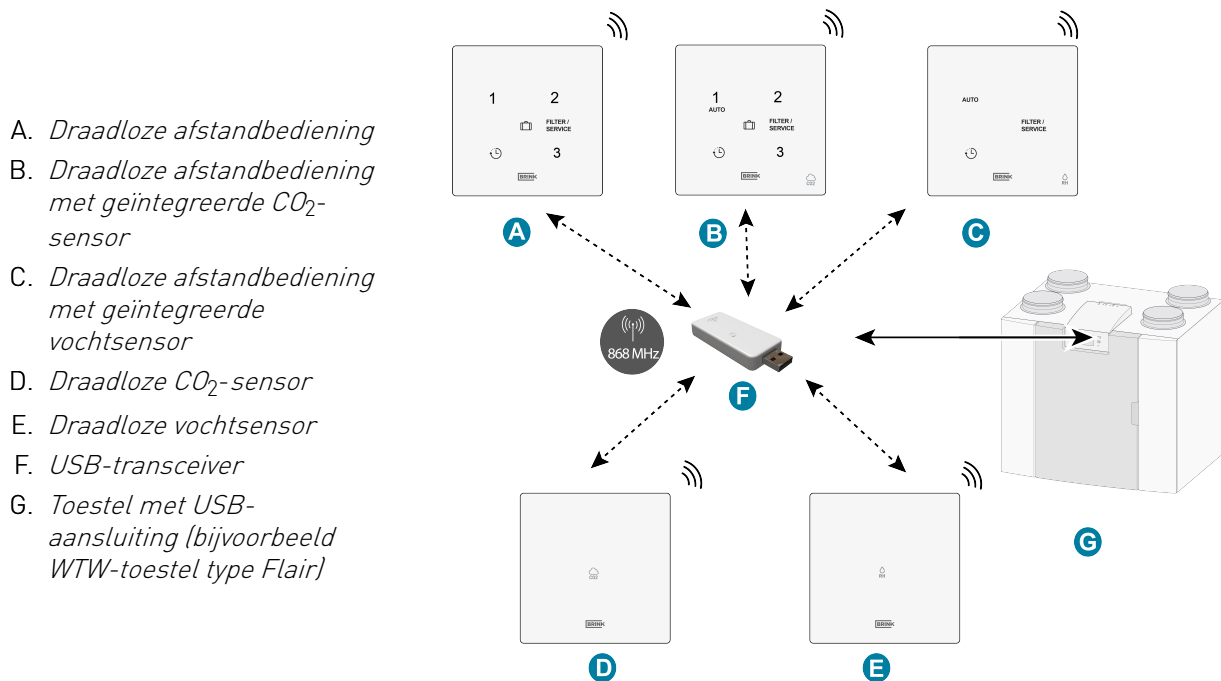 A. Draadloze afstandbediening
B. Draadloze afstandbediening
met geïntegreerde CO₂-
sensor
C. Draadloze afstandbediening
met geïntegreerde
vochtsensor
D. Draadloze CO₂-sensor
E. Draadloze vochtsensor
F. USB-transceiver
G. Toestel met USB-
aansluiting (bijvoorbeeld
WTW-toestel type Flair)
1 2
FILTER /
SERVICE
3
BRINK
A
1 2
AUTO
FILTER /
SERVICE
3
BRINK
CO2
B
AUTO
FILTER /
SERVICE
BRINK
RH
C
868 MHz
F
G
CO2
BRINK
D
RH
BRINK
E